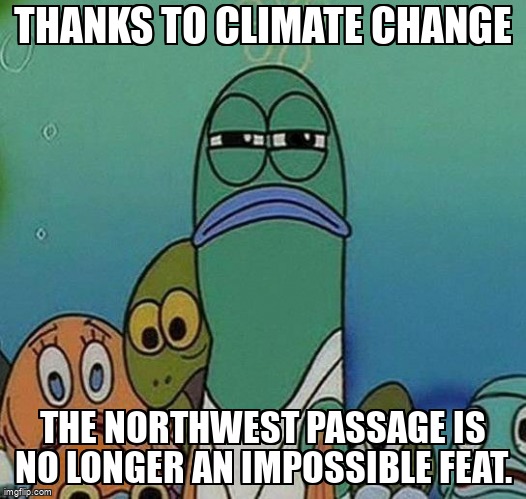 THANKS TO CLIMATE CHANGE
THE NORTHWEST PASSAGE IS
NO LONGER AN IMPOSSIBLE FEAT.
imgflip.com